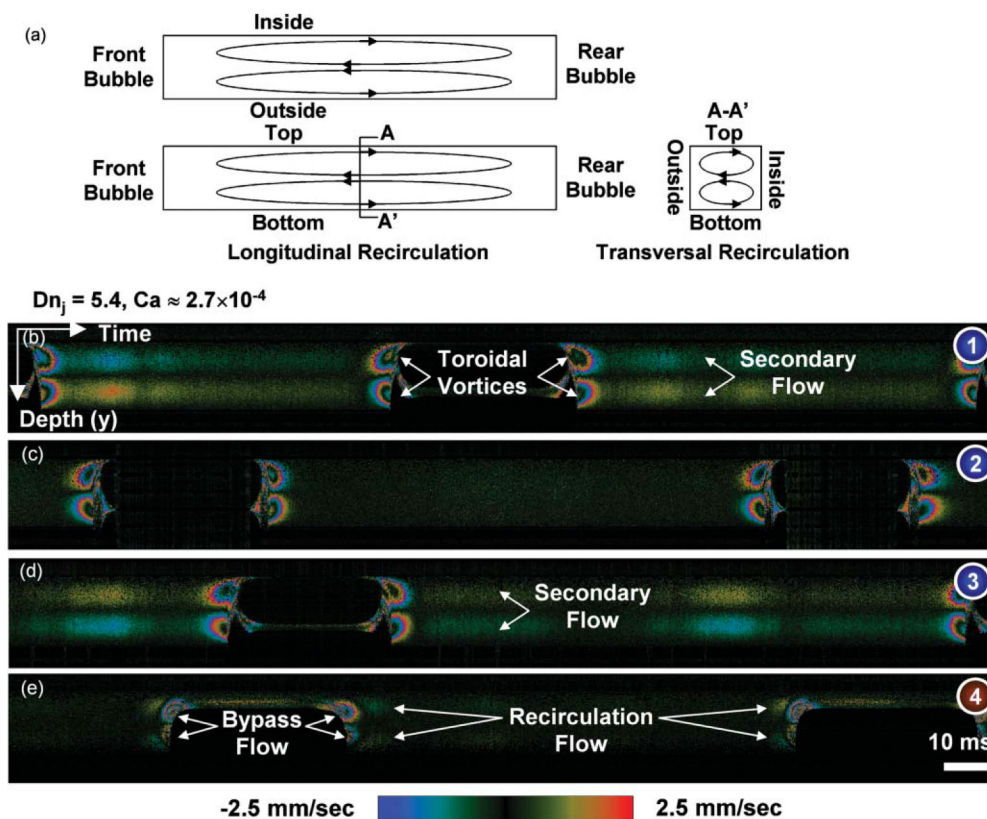 (a)
Inside
Front
Bubble
Rear
Bubble
Outside
Top
A
Front
Bubble
Rear
Bubble
Bottom
A'
Longitudinal Recirculation
A-A'
Top
Outside
Inside
Bottom
Transversal Recirculation
Dnj = 5.4, Ca ≈ 2.7×10-4
(b)
Time
Depth (y)
Toroidal
Vortices
Secondary
Flow
1
(c)
2
(d)
Secondary
Flow
3
(e)
Bypass
Flow
Recirculation
Flow
4
10 ms
-2.5 mm/sec
2.5 mm/sec